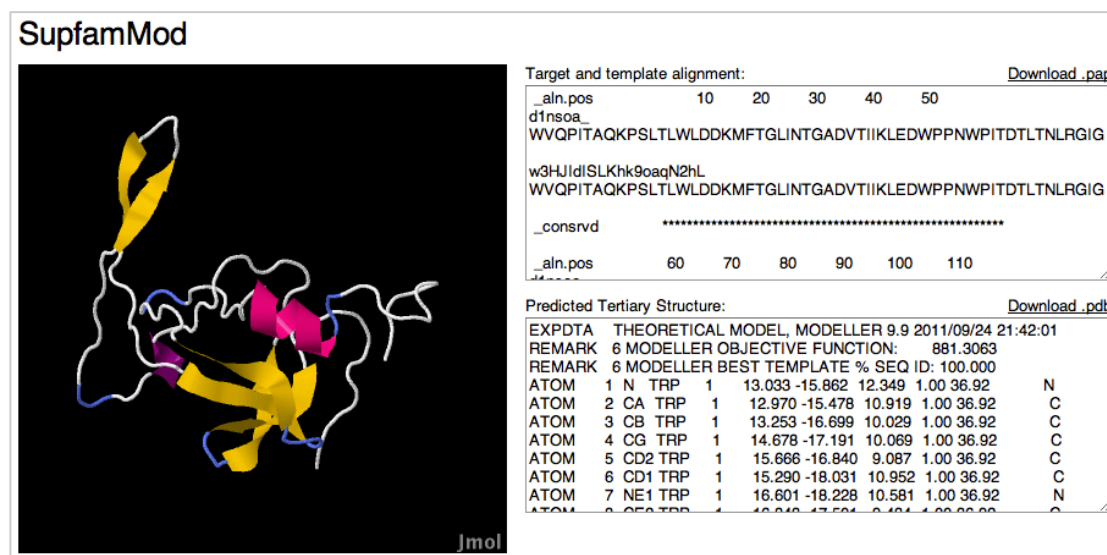 SupfamMod
Target and template alignment: Download .pap
_aln.pos 10 20 30 40 50
d1nsoa_
WVQPITAQKPSLTLWLDDKMFTGLINTGADVTIIKLEDWPPNWPITDTLTNLRGIG
w3HJIdISLKhk9oaqN2hL
WVQPITAQKPSLTLWLDDKMFTGLINTGADVTIIKLEDWPPNWPITDTLTNLRGIG
_consrvd ********************************************************
_aln.pos 60 70 80 90 100 110
Predicted Tertiary Structure: Download .pdb
EXPDTA THEORETICAL MODEL, MODELLER 9.9 2011/09/24 21:42:01
REMARK 6 MODELLER OBJECTIVE FUNCTION: 881.3063
REMARK 6 MODELLER BEST TEMPLATE % SEQ ID: 100.000
ATOM 1 N TRP 1 13.033 -15.862 12.349 1.00 36.92 N
ATOM 2 CA TRP 1 12.970 -15.478 10.919 1.00 36.92 C
ATOM 3 CB TRP 1 13.253 -16.699 10.029 1.00 36.92 C
ATOM 4 CG TRP 1 14.678 -17.191 10.069 1.00 36.92 C
ATOM 5 CD2 TRP 1 15.666 -16.840 9.087 1.00 36.92 C
ATOM 6 CD1 TRP 1 15.290 -18.031 10.952 1.00 36.92 C
ATOM 7 NE1 TRP 1 16.601 -18.228 10.581 1.00 36.92 N
Jmol